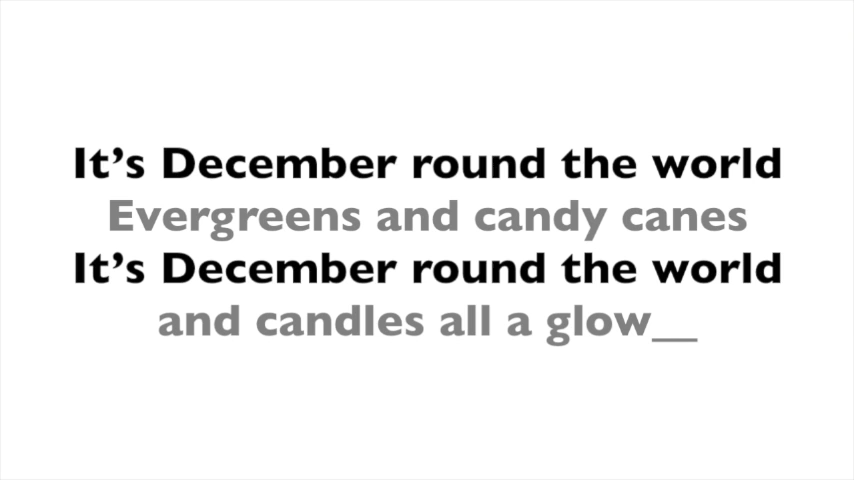 It’s December round the world
Evergreens and candy canes
It’s December round the world
and candles all a glow__